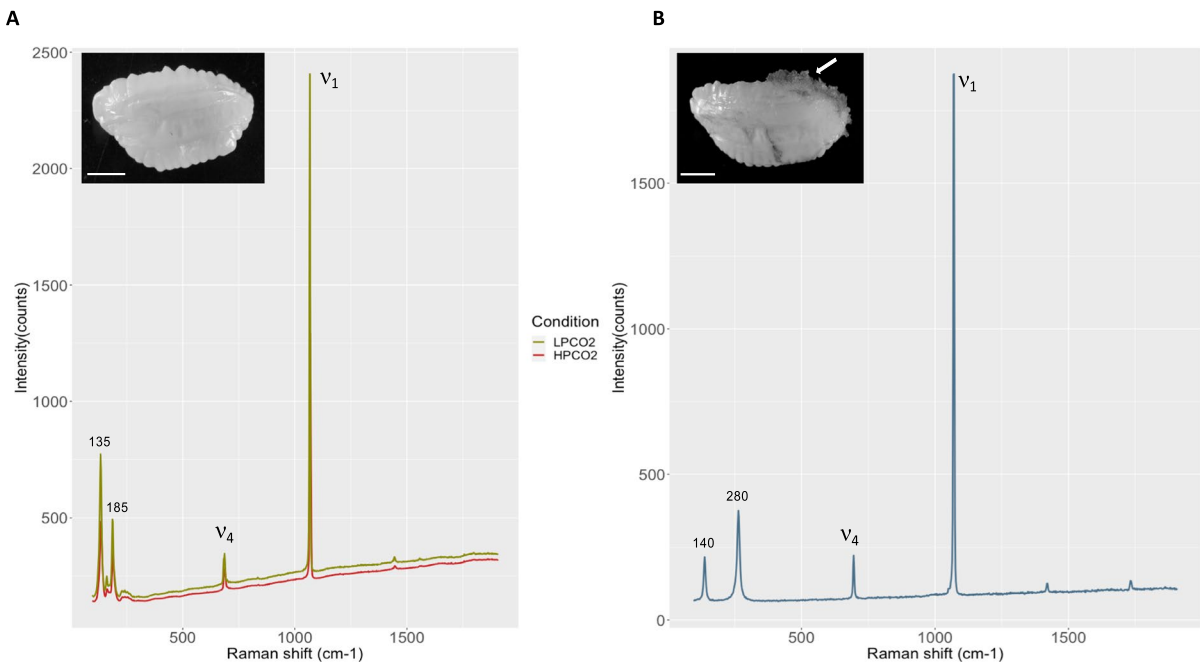 A
B
2500
2000
1500
1000
500
Intensity(counts)
ν1
135
185
ν4
500
1000
1500
Raman shift (cm-1)
Condition
LPCO2
HPCO2
1500
1000
500
0
Intensity(counts)
ν1
280
140
ν4
500
1000
1500
Raman shift (cm-1)